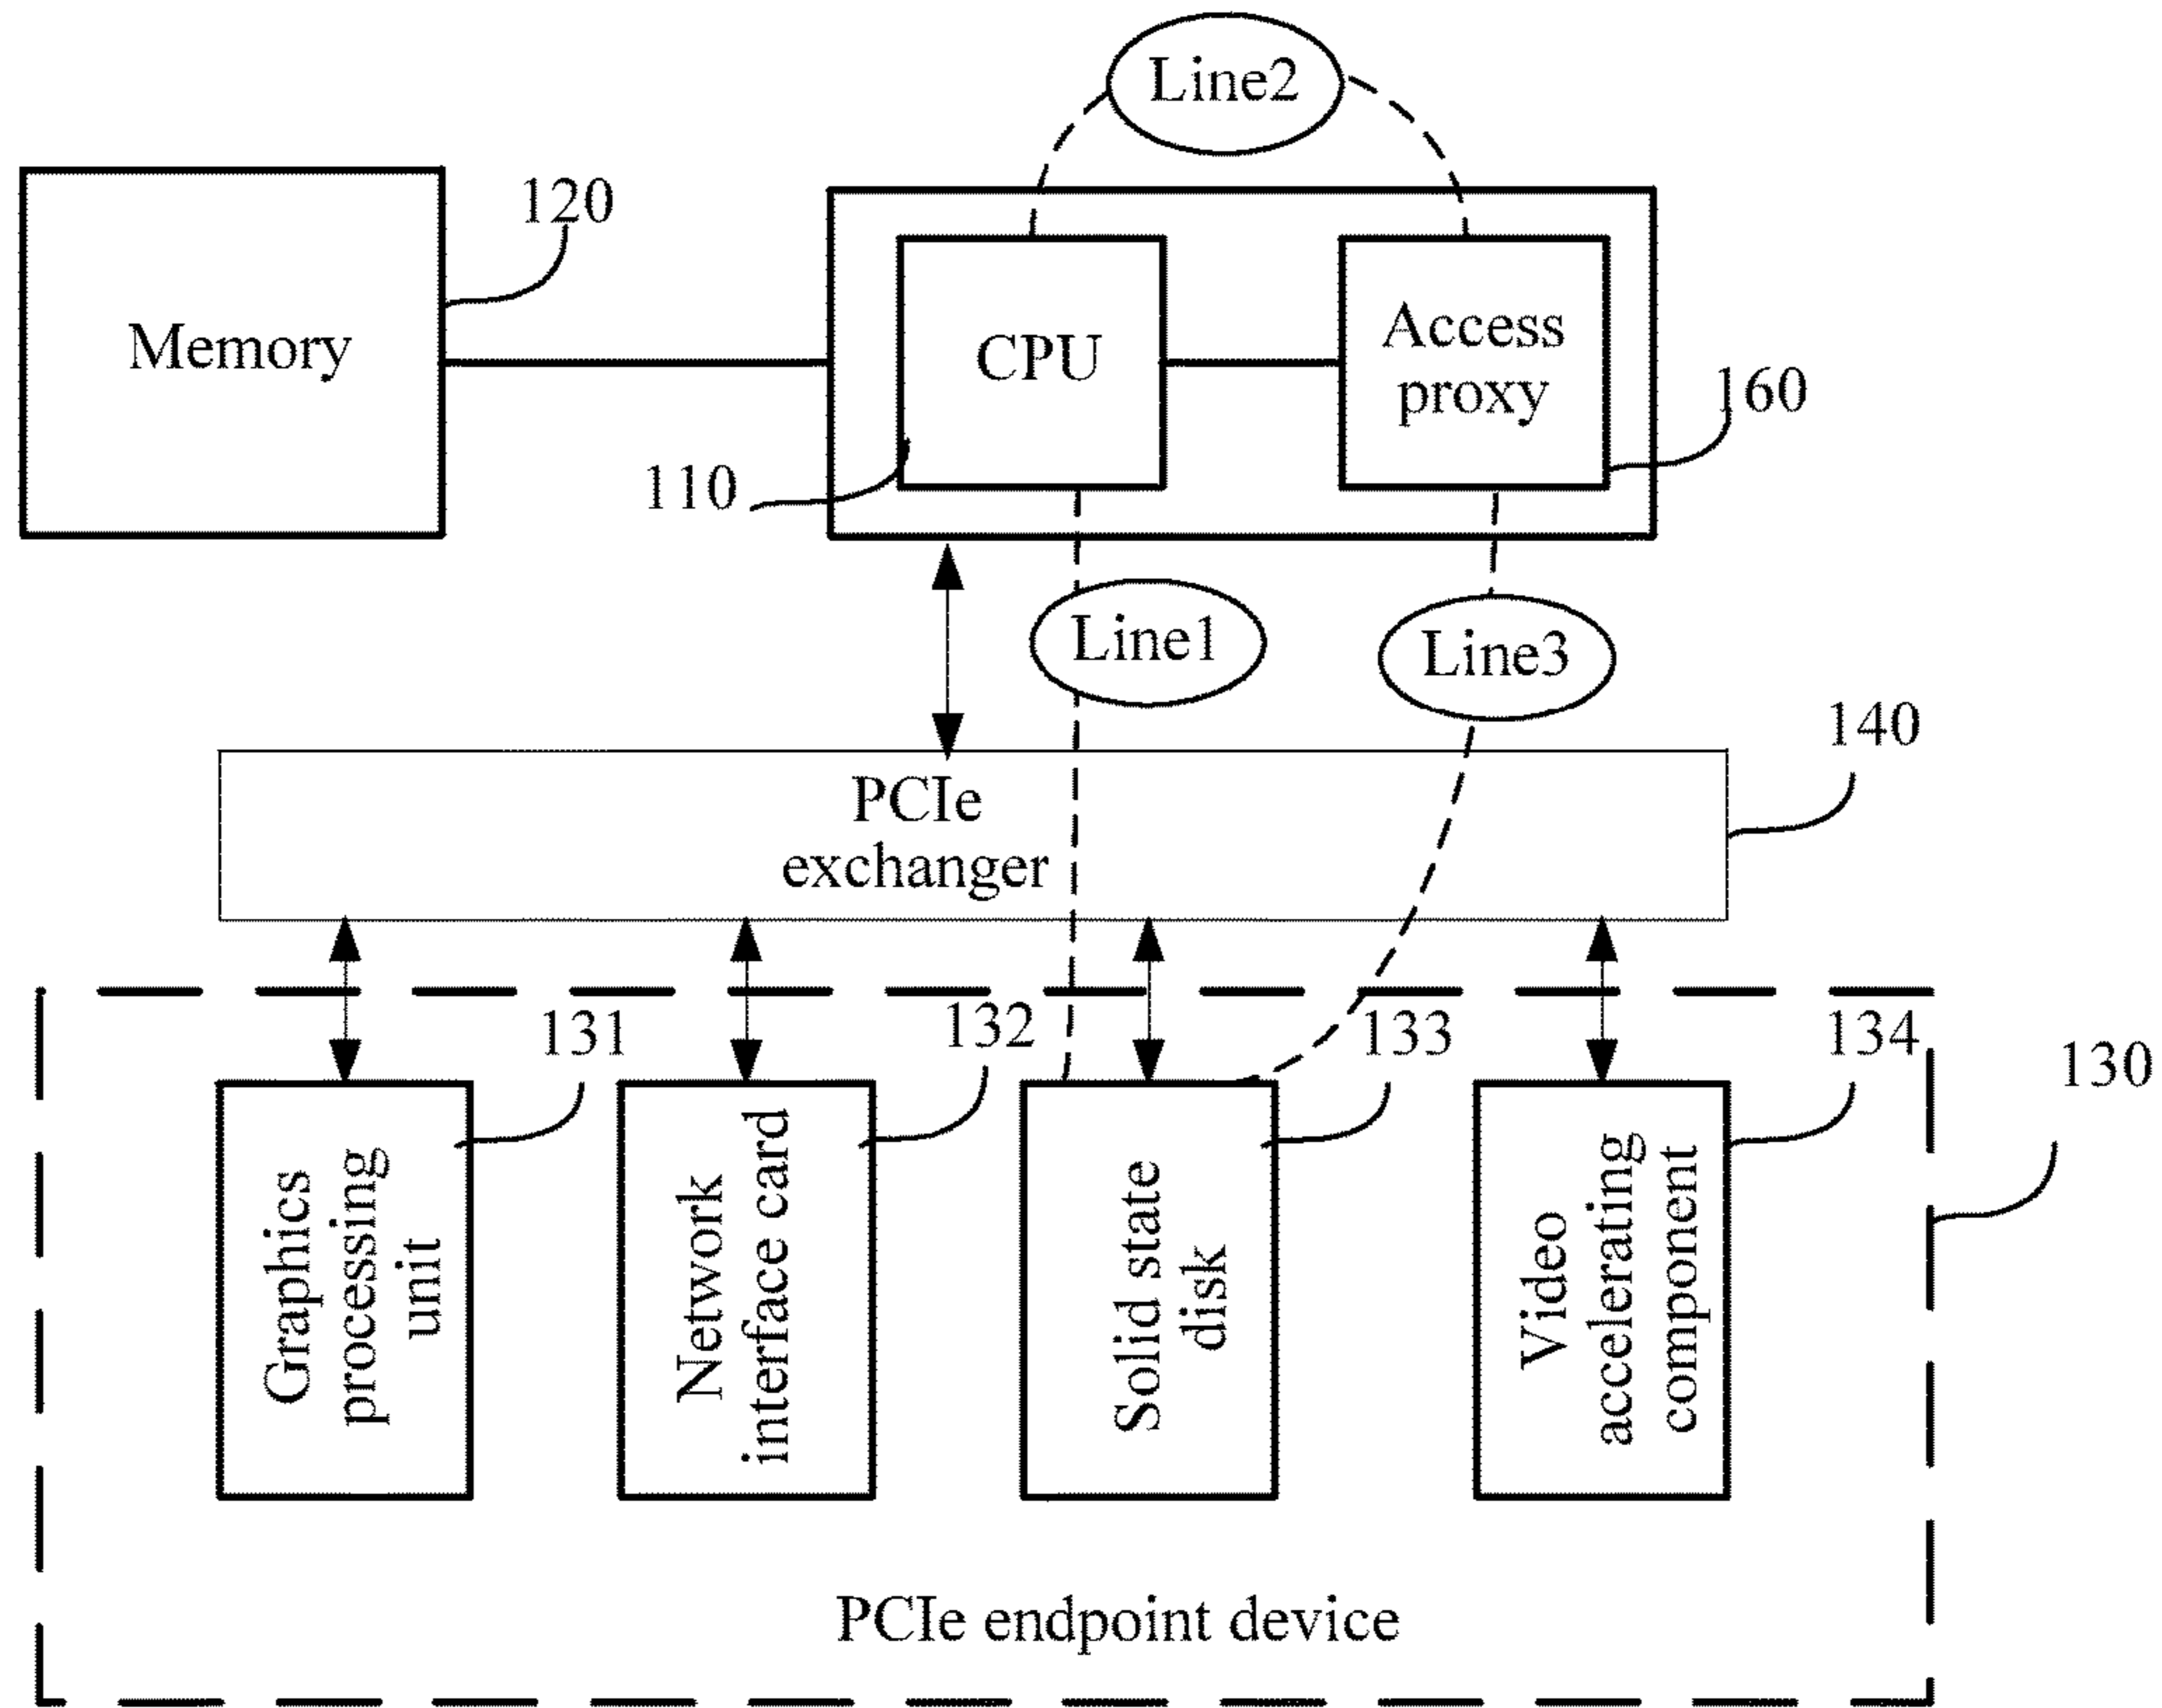 Line2
120
Memory
CPU
Access
proxy
160
110
Line1
Line3
140
PCIe
exchanger
131
132
133
134
130
Graphics
processing
unit
Network
interface card
Solid state
disk
Video
accelerating
component
PCIe endpoint device